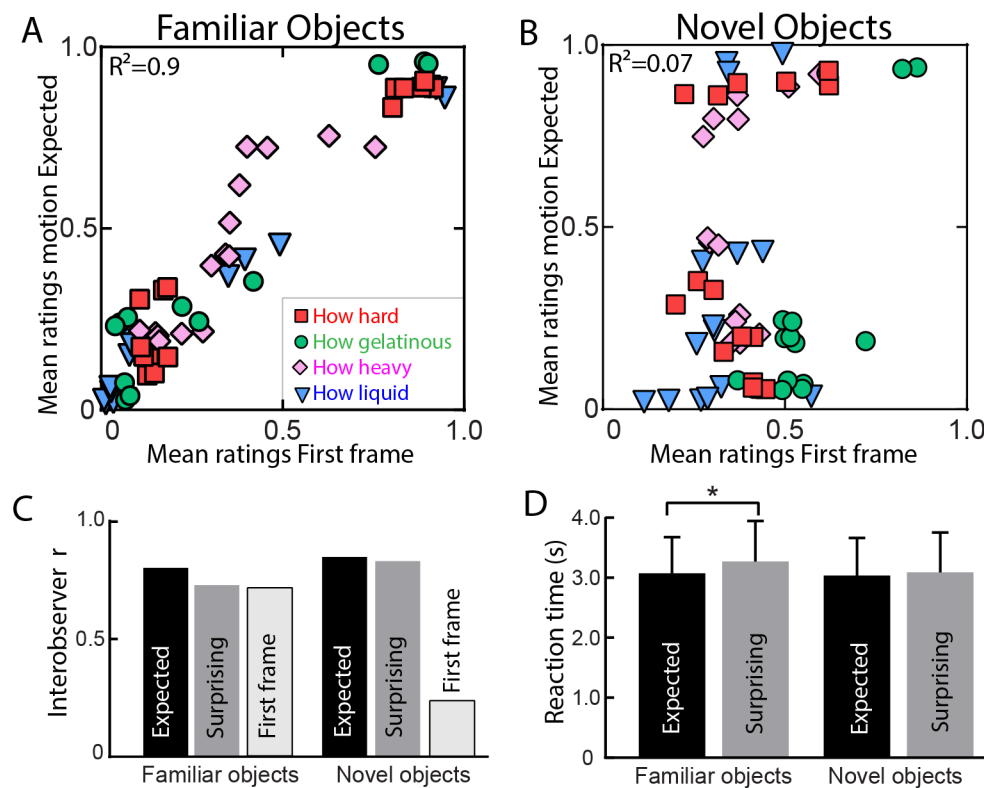 A
Familiar Objects
R²=0.9
1.0
0.5
0
Mean ratings motion Expected
0
0.5
1.0
Mean ratings First frame
How hard
How gelatinous
How heavy
How liquid
B
Novel Objects
R²=0.07
1.0
0.5
0
Mean ratings motion Expected
0
0.5
1.0
Mean ratings First frame
C
Interobserver r
1.0
0.5
0
Expected
Surprising
First frame
Expected
Surprising
First frame
Familiar objects
Novel objects
D
Reaction time (s)
4.0
3.0
2.0
1.0
0
*
Expected
Surprising
Expected
Surprising
Familiar objects
Novel objects